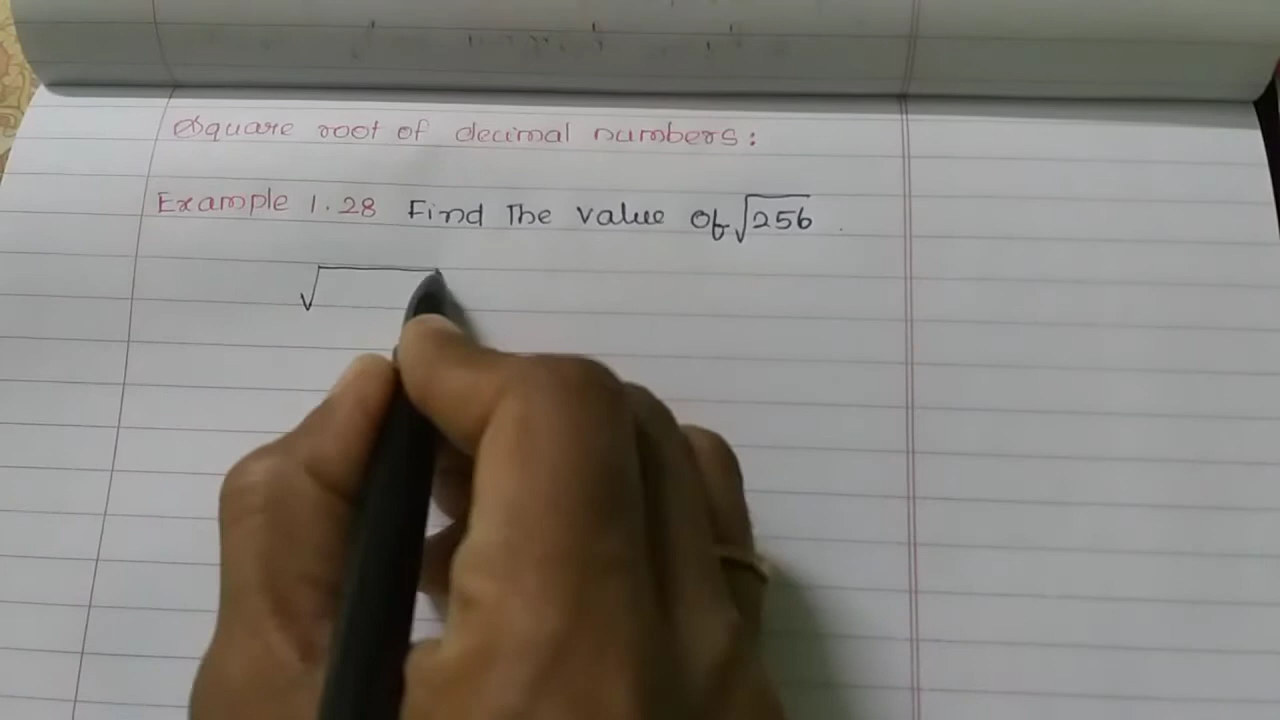 Square root of decimal numbers:
Example 1.28 Find The value of √256.
√